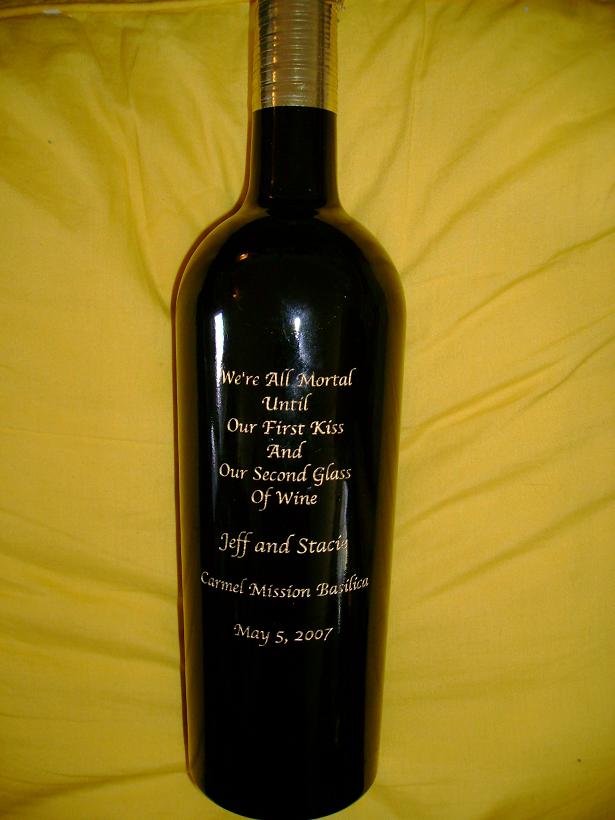 We're All Mortal
Until
Our First Kiss
And
Our Second Glass
Of Wine
Jeff and Stacie
Carmel Mission Basilica
May 5, 2007